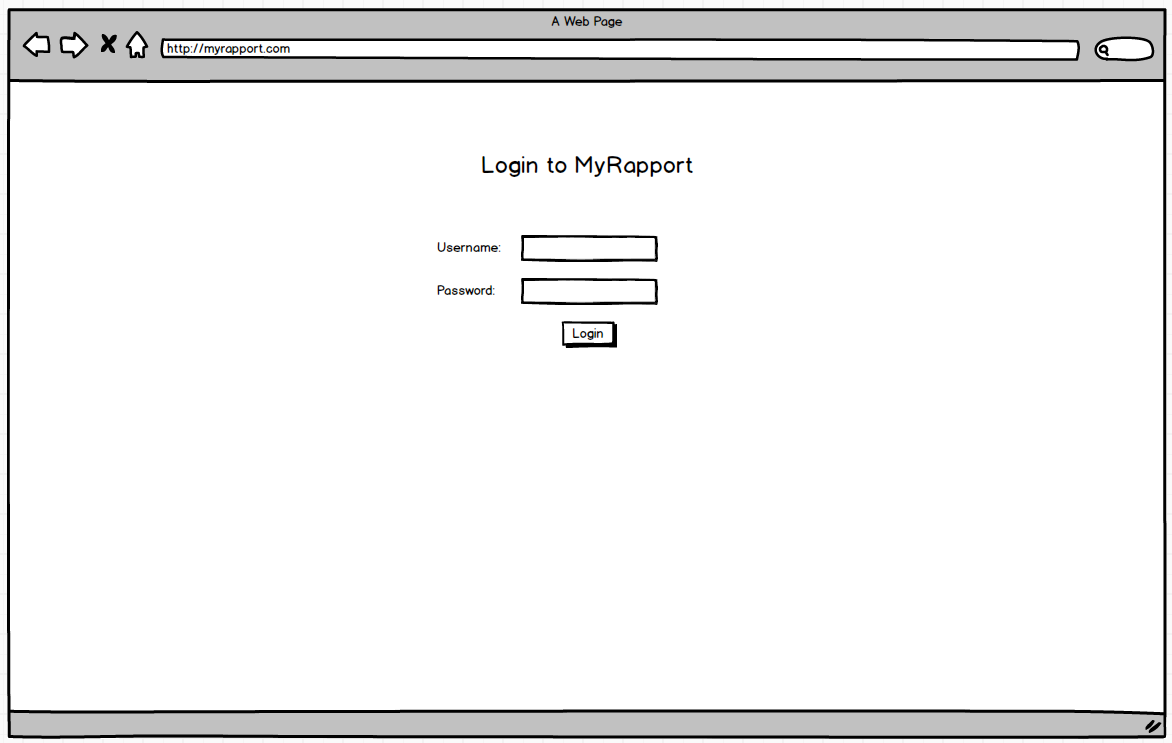 A Web Page
http://myrapport.com
Login to MyRapport
Username:
Password:
Login